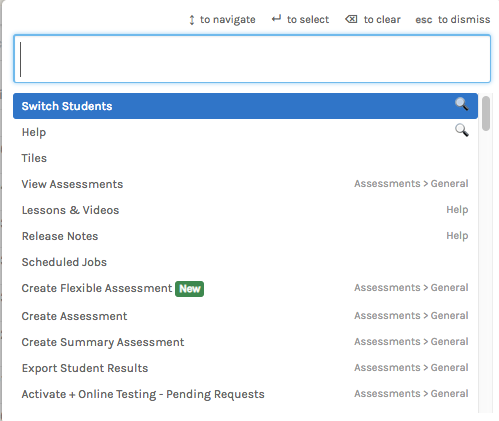 ↕ to navigate ↵ to select ⌫ to clear esc to dismiss
Switch Students
Help
Tiles
View Assessments Assessments > General
Lessons & Videos Help
Release Notes Help
Scheduled Jobs
Create Flexible Assessment New Assessments > General
Create Assessment Assessments > General
Create Summary Assessment Assessments > General
Export Student Results Assessments > General
Activate + Online Testing - Pending Requests Assessments > General